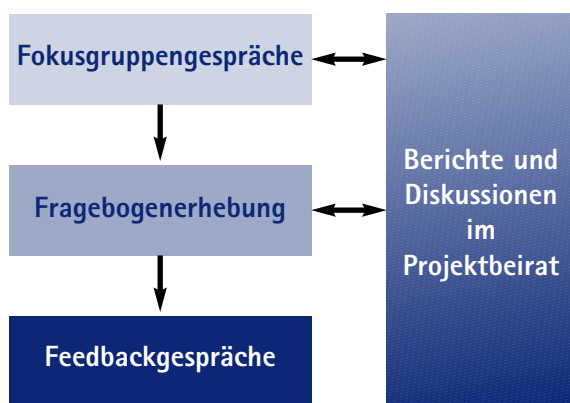 Fokusgruppengespräche
Fragebogenerhebung
Feedbackgespräche
Berichte und
Diskussionen
im
Projektbeirat